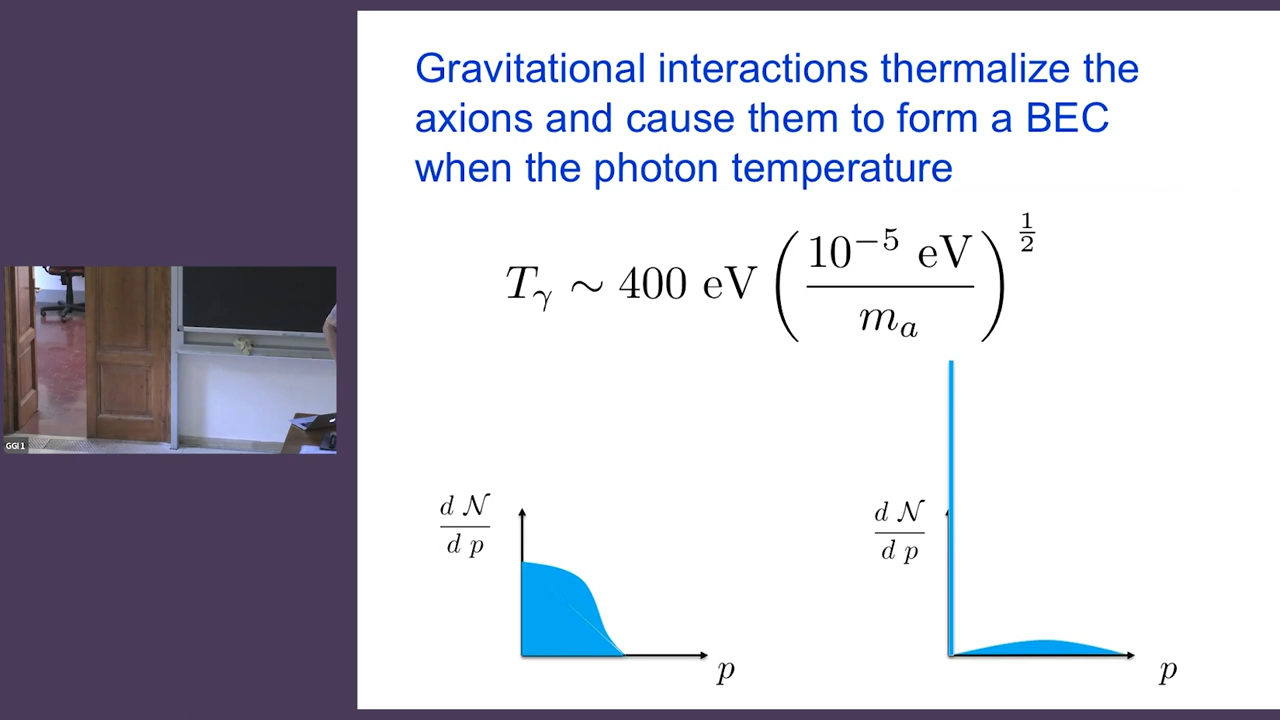 Gravitational interactions thermalize the
axions and cause them to form a BEC
when the photon temperature
T_γ ∼ 400 eV (10^{−5} eV / m_a)^{1/2}
d 𝒩 / d p
p
d 𝒩 / d p
p
GGI 1